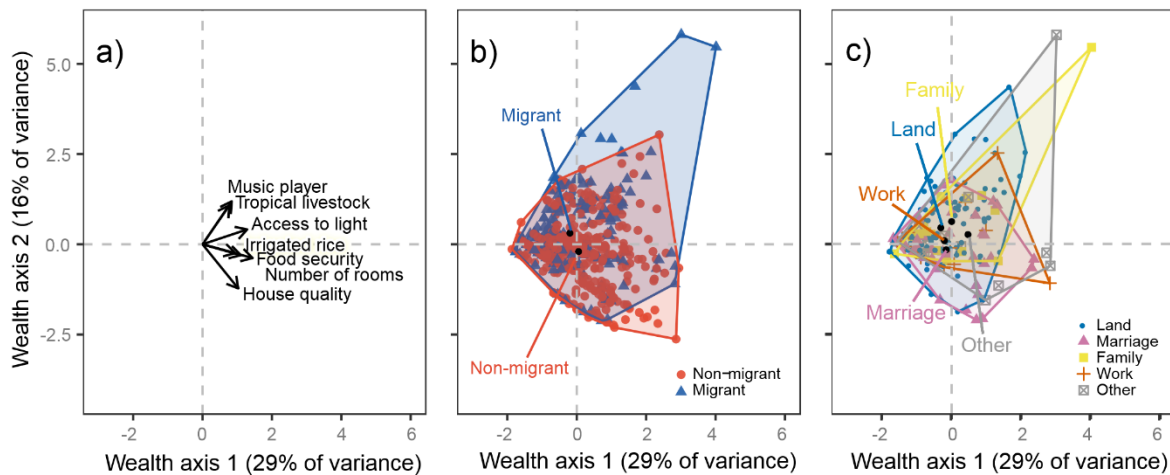 a)
Wealth axis 2 (16% of variance)
5.0
2.5
0.0
-2.5
Music player
Tropical livestock
Access to light
Irrigated rice
Food security
Number of rooms
House quality
-2
0
2
4
6
Wealth axis 1 (29% of variance)
b)
Migrant
Non-migrant
Non-migrant
Migrant
-2
0
2
4
6
Wealth axis 1 (29% of variance)
c)
Family
Land
Work
Marriage
Other
Land
Marriage
Family
Work
Other
-2
0
2
4
6
Wealth axis 1 (29% of variance)